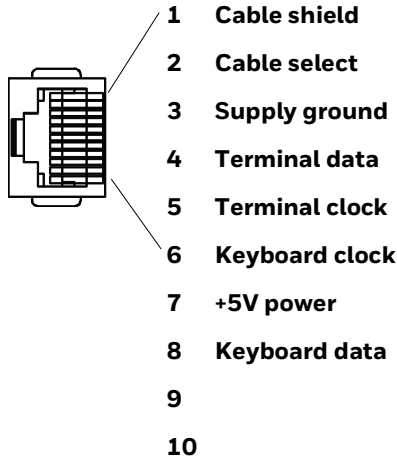 1 Cable shield
2 Cable select
3 Supply ground
4 Terminal data
5 Terminal clock
6 Keyboard clock
7 +5V power
8 Keyboard data
9
10